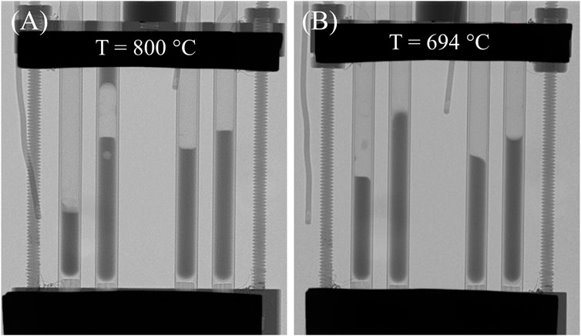 (A)
T = 800 °C
(B)
T = 694 °C